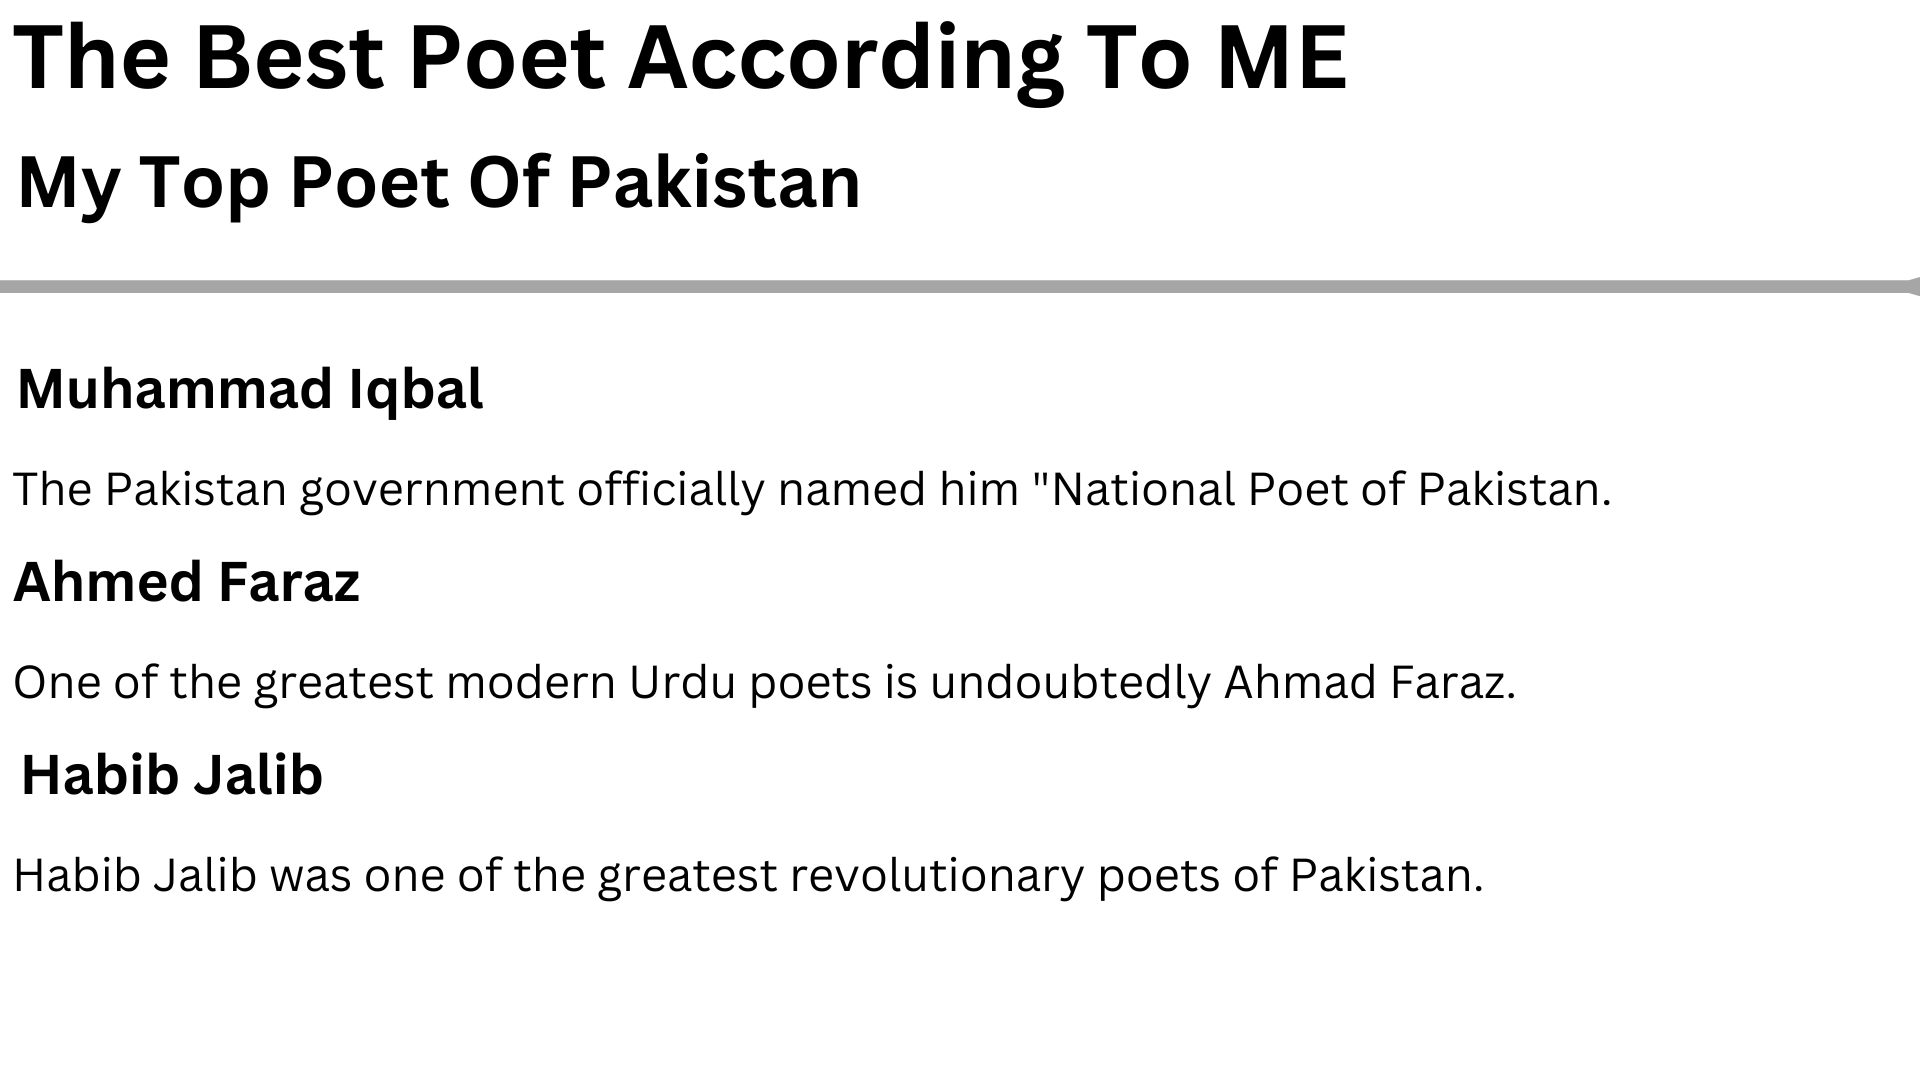 The Best Poet According To ME
My Top Poet Of Pakistan
Muhammad Iqbal
The Pakistan government officially named him "National Poet of Pakistan.
Ahmed Faraz
One of the greatest modern Urdu poets is undoubtedly Ahmad Faraz.
Habib Jalib
Habib Jalib was one of the greatest revolutionary poets of Pakistan.